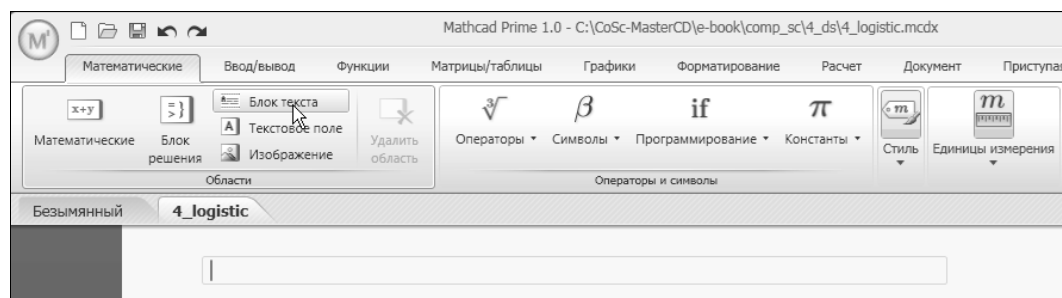 Mathcad Prime 1.0 - C:\CoSc-MasterCD\e-book\comp_sc\4_ds\4_logistic.mcdx
Математические Ввод/вывод Функции Матрицы/таблицы Графики Форматирование Расчет Документ Приступая
x+y Математические
Блок решения
Блок текста
Текстовое поле
Изображение
Удалить область
Области
∛ Операторы
β Символы
if Программирование
π Константы
Операторы и символы
m Стиль
m Единицы измерения
Безымянный 4_logistic